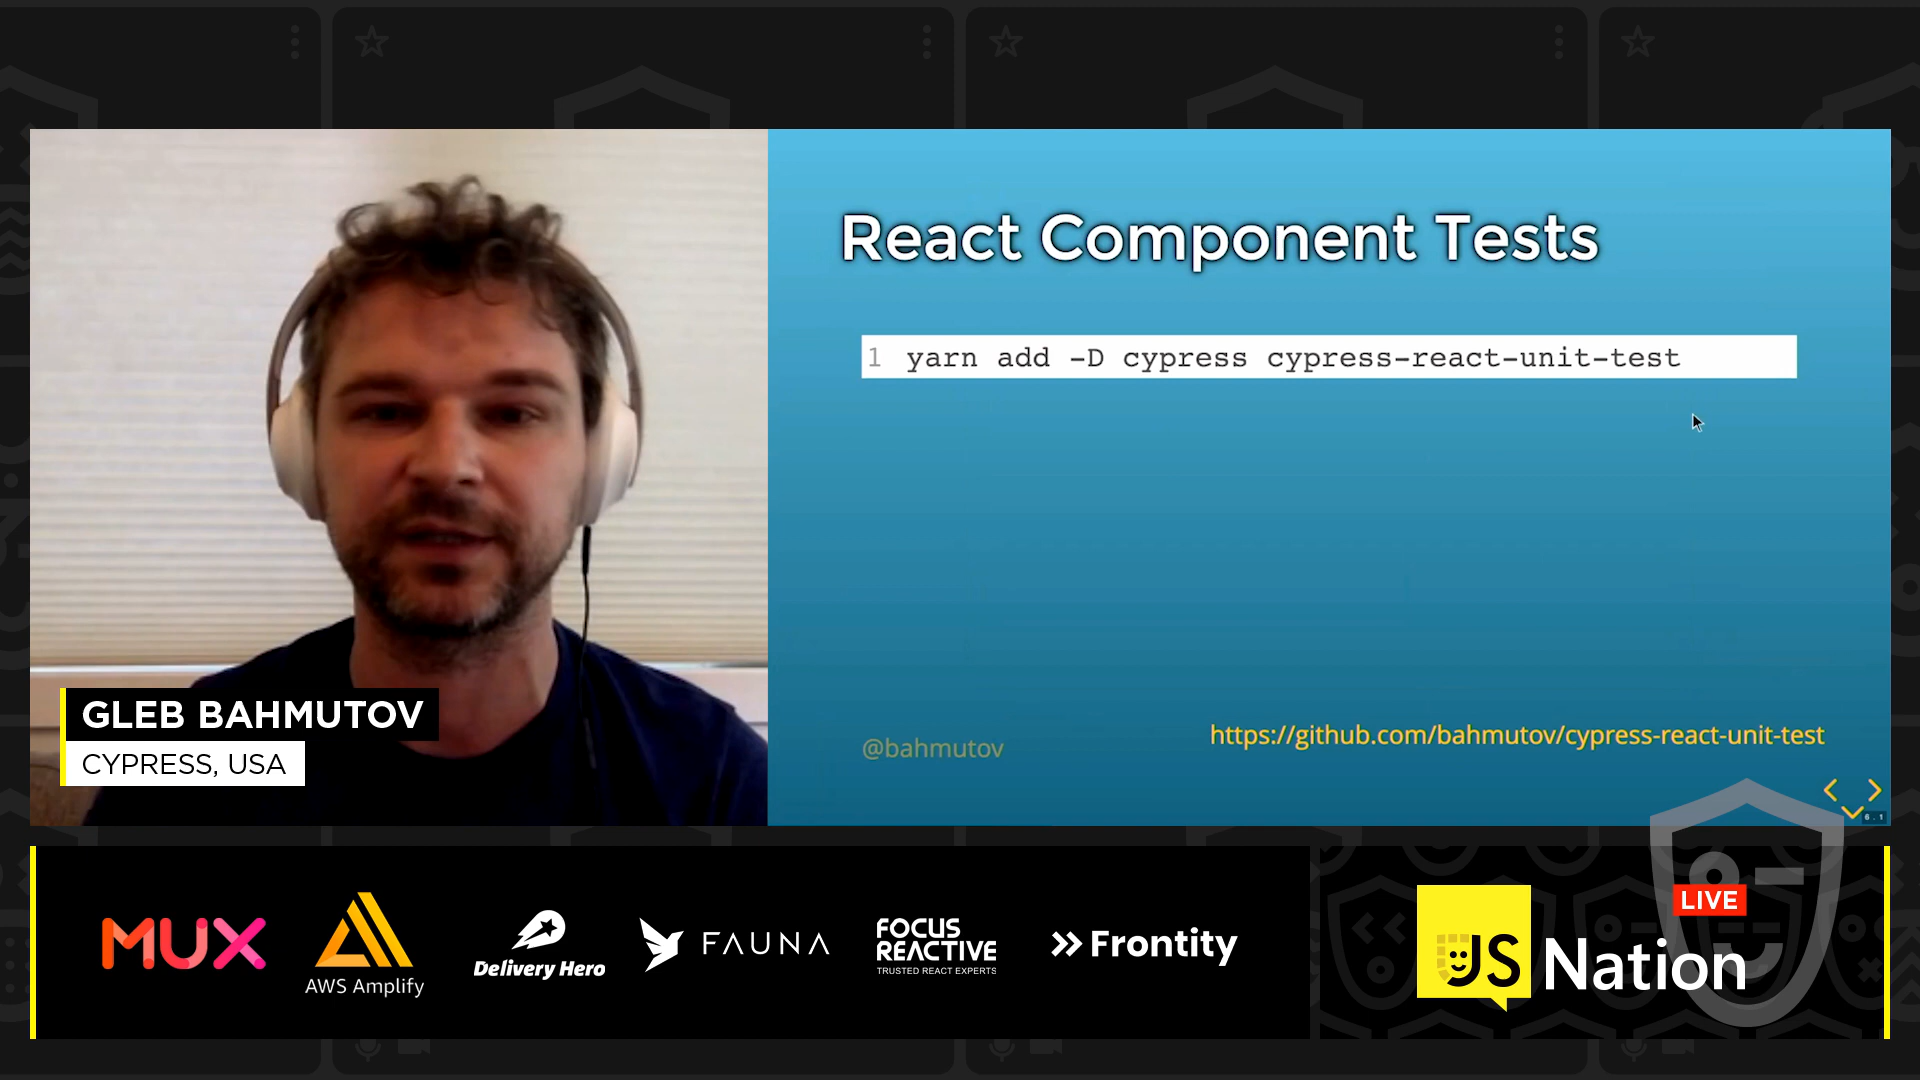 React Component Tests
1 yarn add -D cypress cypress-react-unit-test
@bahmutov
https://github.com/bahmutov/cypress-react-unit-test
6.1
GLEB BAHMUTOV
CYPRESS, USA
MUX
AWS Amplify
Delivery Hero
FAUNA
FOCUS
REACTIVE
TRUSTED REACT EXPERTS
Frontity
LIVE
JS Nation